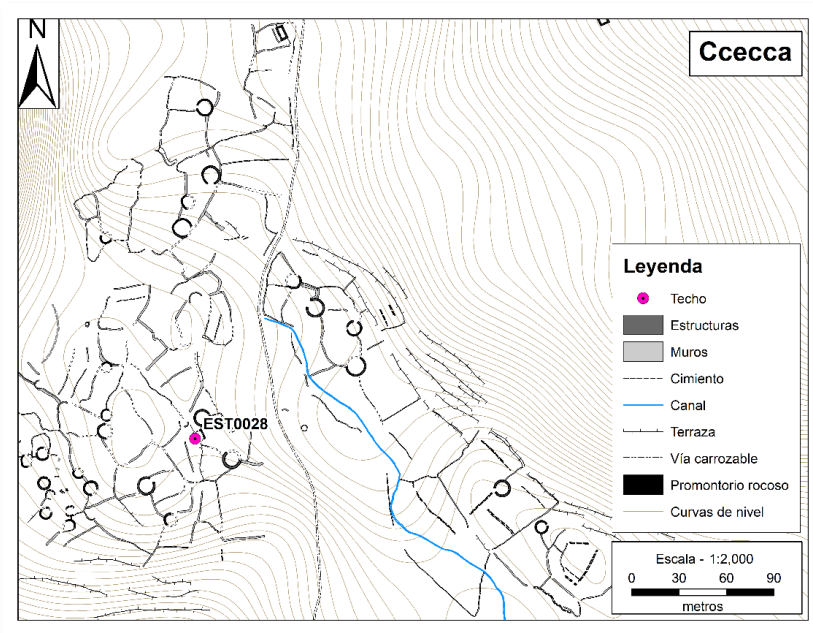 N
Ccecca
EST0028
Leyenda
Techo
Estructuras
Muros
Cimiento
Canal
Terraza
Vía carrozable
Promontorio rocoso
Curvas de nivel
Escala - 1:2,000
0 30 60 90
metros